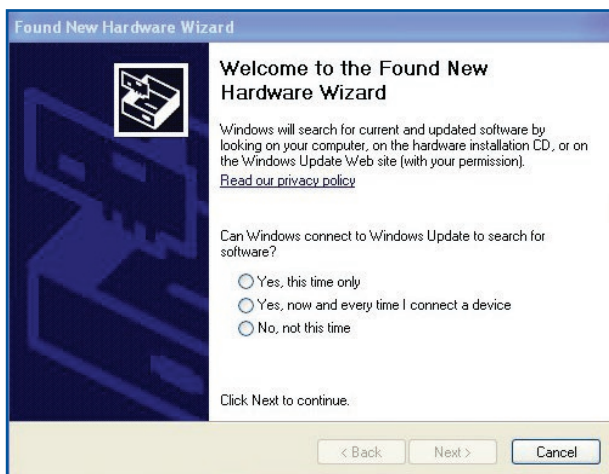 Found New Hardware Wizard
Welcome to the Found New
Hardware Wizard
Windows will search for current and updated software by
looking on your computer, on the hardware installation CD, or on
the Windows Update Web site (with your permission).
Read our privacy policy
Can Windows connect to Windows Update to search for
software?
Yes, this time only
Yes, now and every time I connect a device
No, not this time
Click Next to continue.
< Back Next > Cancel